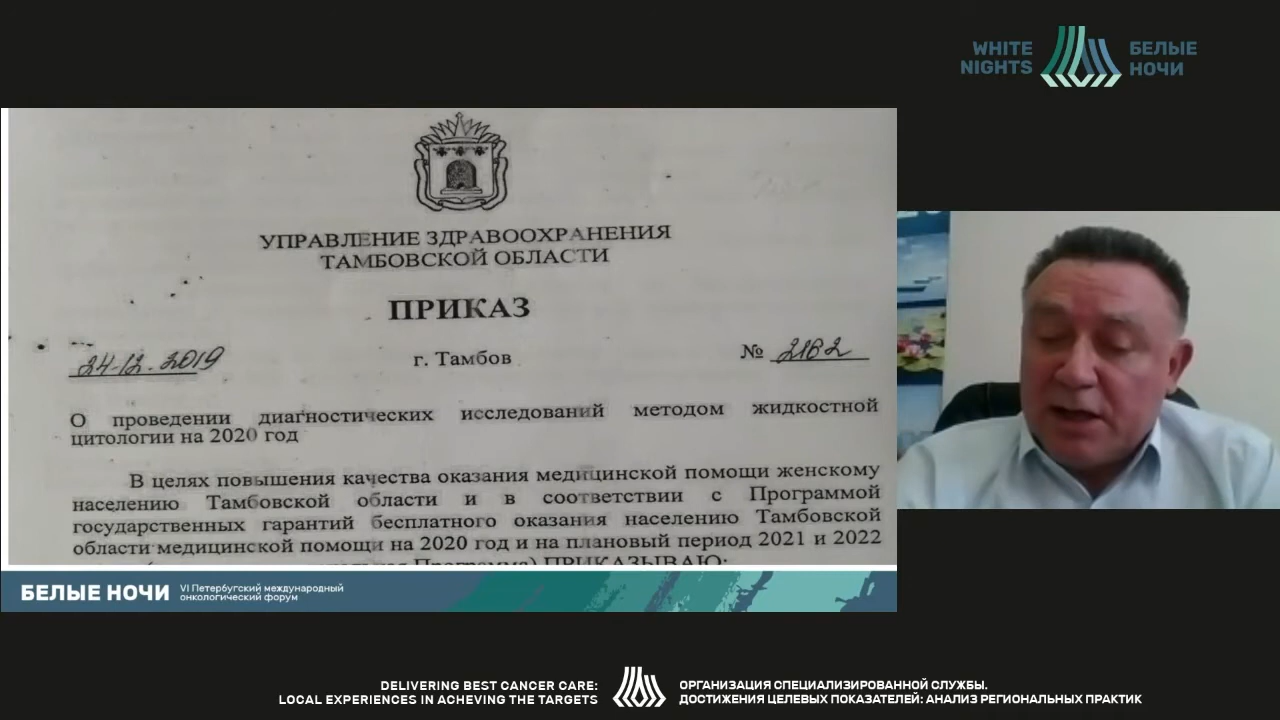 WHITE
NIGHTS
БЕЛЫЕ
НОЧИ
УПРАВЛЕНИЕ ЗДРАВООХРАНЕНИЯ
ТАМБОВСКОЙ ОБЛАСТИ
ПРИКАЗ
24.12.2019 г. Тамбов № 2182
О проведении диагностических исследований методом жидкостной
цитологии на 2020 год
В целях повышения качества оказания медицинской помощи женскому
населению Тамбовской области и в соответствии с Программой
государственных гарантий бесплатного оказания населению Тамбовской
области медицинской помощи на 2020 год и на плановый период 2021 и 2022
Программа) ПРИКАЗЫВАЮ:
БЕЛЫЕ НОЧИ
VI Петербургский международный
онкологический форум
DELIVERING BEST CANCER CARE:
LOCAL EXPERIENCES IN ACHEVING THE TARGETS
ОРГАНИЗАЦИЯ СПЕЦИАЛИЗИРОВАННОЙ СЛУЖБЫ.
ДОСТИЖЕНИЯ ЦЕЛЕВЫХ ПОКАЗАТЕЛЕЙ: АНАЛИЗ РЕГИОНАЛЬНЫХ ПРАКТИК